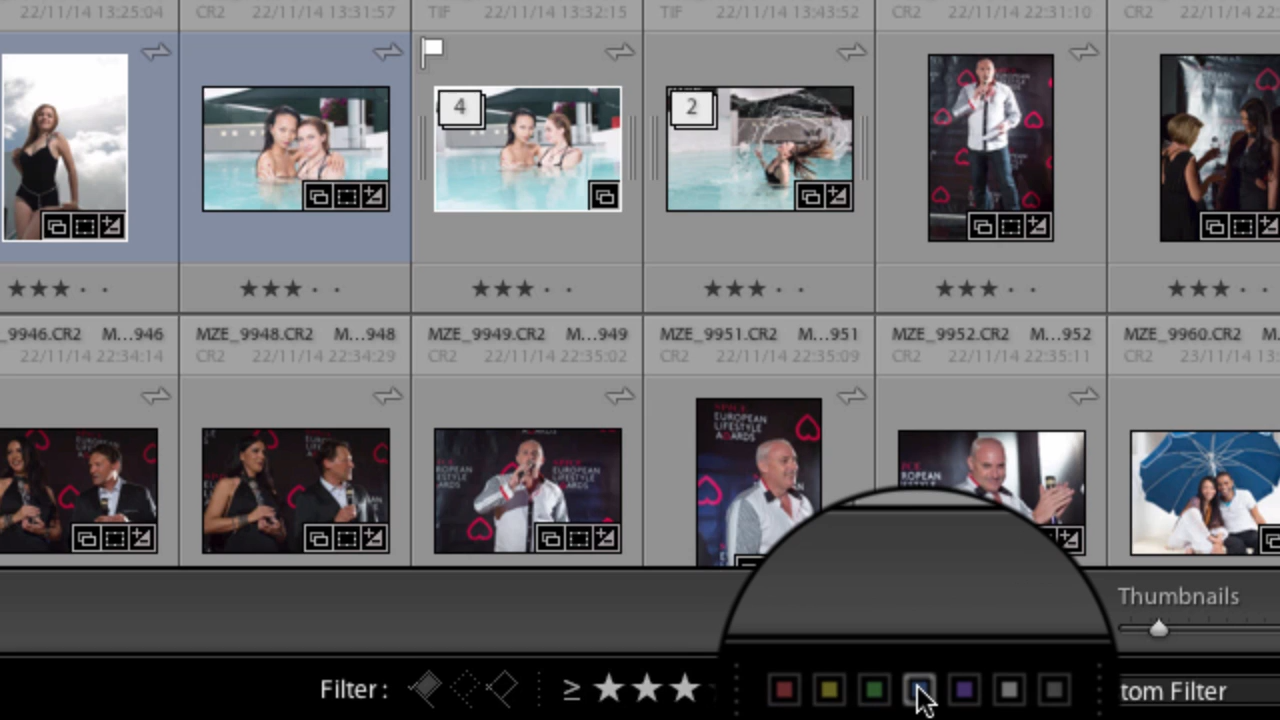 22/11/14 13:25:04 CR2 22/11/14 13:31:57 TIF 22/11/14 13:32:15 TIF 22/11/14 13:43:52 CR2 22/11/14 22:31:10 CR2 22/11/14 22:
4 2
EUROPEAN
_9946.CR2 M...946 MZE_9948.CR2 M...948 MZE_9949.CR2 M...949 MZE_9951.CR2 M...951 MZE_9952.CR2 M...952 MZE_9960.CR2 M.
22/11/14 22:34:14 CR2 22/11/14 22:34:29 CR2 22/11/14 22:35:02 CR2 22/11/14 22:35:09 CR2 22/11/14 22:35:11 CR2 23/11/14 13:
EUROPEAN
LIFESTYLE
AWARDS
Thumbnails
Filter: ≥ ★★★ tom Filter